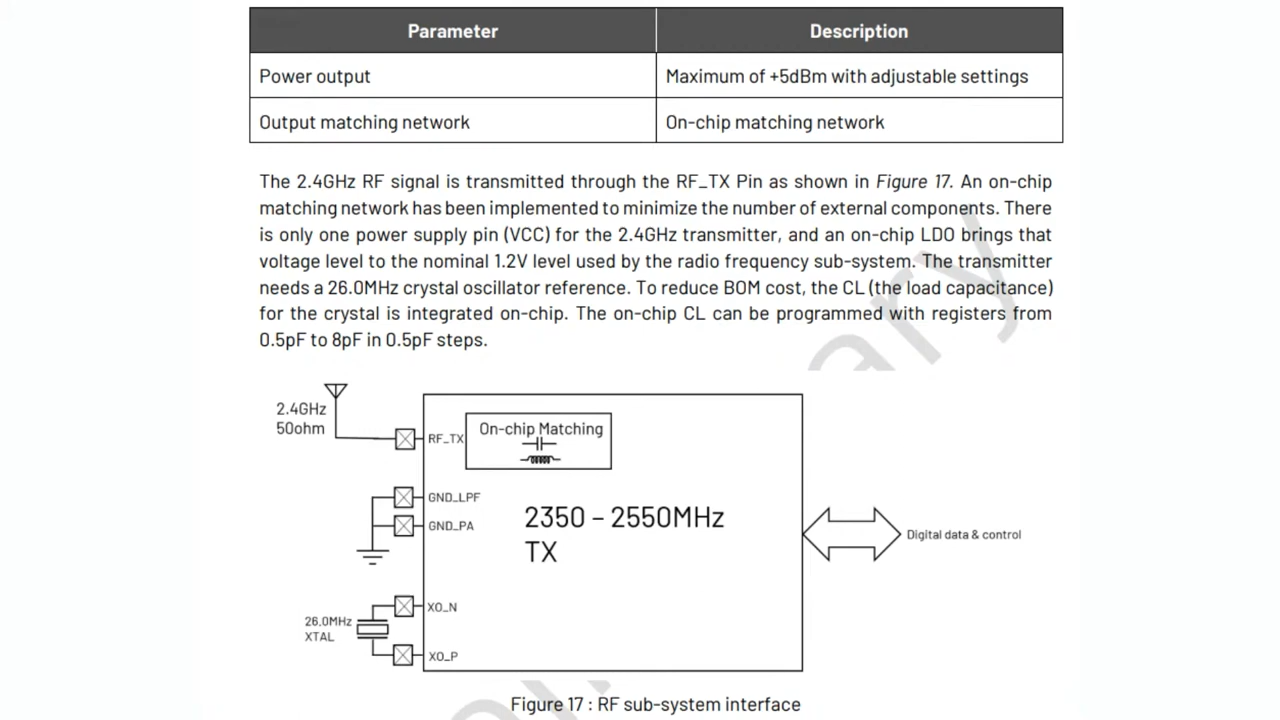 Parameter Description
Power output Maximum of +5dBm with adjustable settings
Output matching network On-chip matching network
The 2.4GHz RF signal is transmitted through the RF_TX Pin as shown in Figure 17. An on-chip
matching network has been implemented to minimize the number of external components. There
is only one power supply pin (VCC) for the 2.4GHz transmitter, and an on-chip LDO brings that
voltage level to the nominal 1.2V level used by the radio frequency sub-system. The transmitter
needs a 26.0MHz crystal oscillator reference. To reduce BOM cost, the CL (the load capacitance)
for the crystal is integrated on-chip. The on-chip CL can be programmed with registers from
0.5pF to 8pF in 0.5pF steps.
2.4GHz
50ohm
RF_TX
On-chip Matching
GND_LPF
GND_PA
2350 – 2550MHz
TX
Digital data & control
XO_N
26.0MHz
XTAL
XO_P
Figure 17 : RF sub-system interface